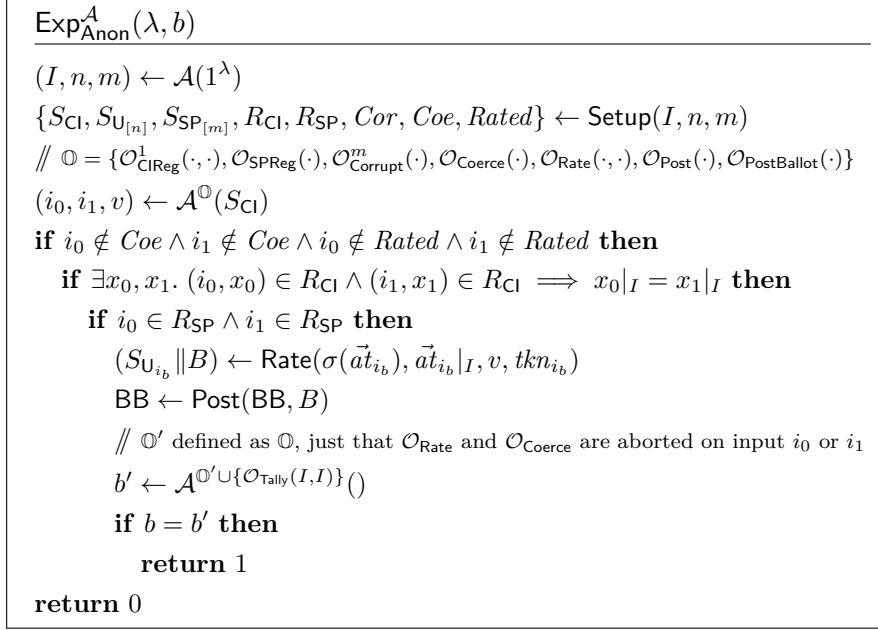 Exp^A_Anon(λ, b)
(I, n, m) ← A(1^λ)
{S_CI, S_U_[n], S_SP_[m], R_CI, R_SP, Cor, Coe, Rated} ← Setup(I, n, m)
// 𝕆 = {O^1_CIReg(·, ·), O_SPReg(·), O^m_Corrupt(·), O_Coerce(·), O_Rate(·, ·), O_Post(·), O_PostBallot(·)}
(i_0, i_1, v) ← A^𝕆(S_CI)
if i_0 ∉ Coe ∧ i_1 ∉ Coe ∧ i_0 ∉ Rated ∧ i_1 ∉ Rated then
if ∃x_0, x_1. (i_0, x_0) ∈ R_CI ∧ (i_1, x_1) ∈ R_CI ⟹ x_0|_I = x_1|_I then
if i_0 ∈ R_SP ∧ i_1 ∈ R_SP then
(S_U_{i_b} ‖ B) ← Rate(σ(a⃗t_{i_b}), a⃗t_{i_b}|_I, v, tkn_{i_b})
BB ← Post(BB, B)
// 𝕆′ defined as 𝕆, just that O_Rate and O_Coerce are aborted on input i_0 or i_1
b′ ← A^{𝕆′∪{O_Tally(I,I)}}()
if b = b′ then
return 1
return 0